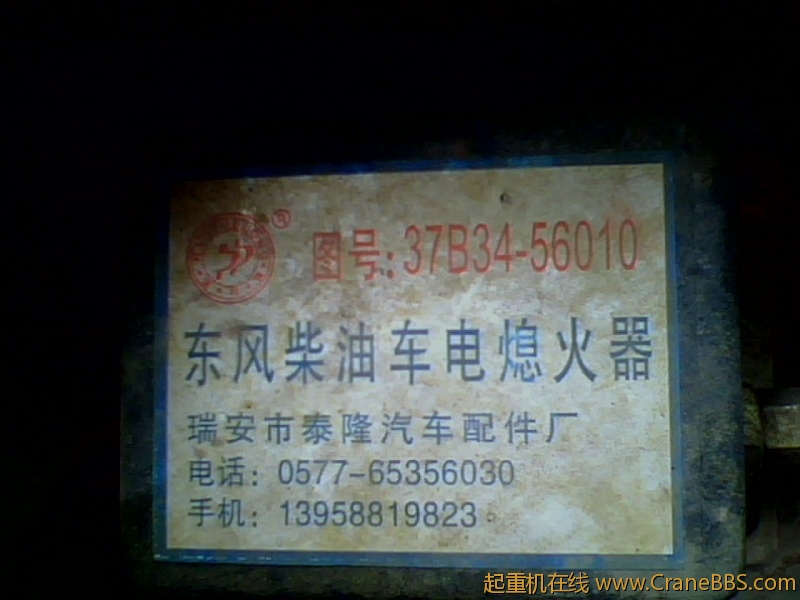 ®
图号:37B34-56010
东风柴油车电熄火器
瑞安市泰隆汽车配件厂
电话：0577-65356030
手机：13958819823
起重机在线 www.CraneBBS.com